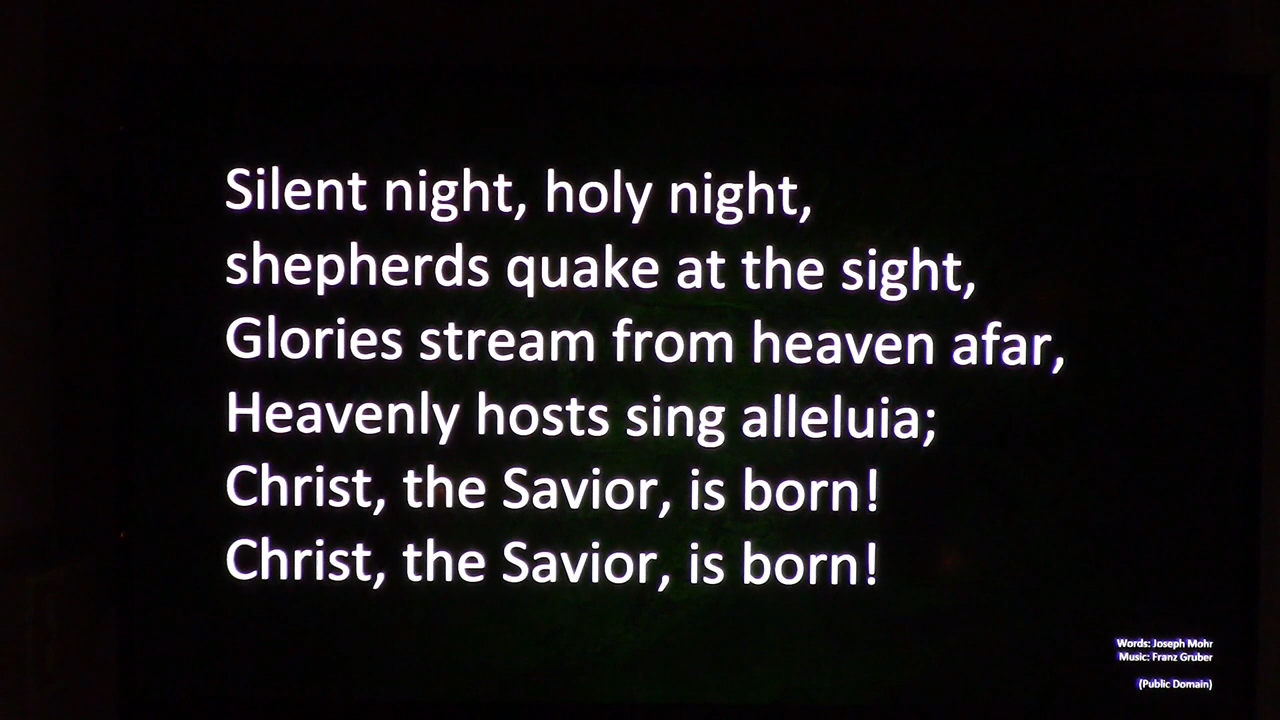 Silent night, holy night,
shepherds quake at the sight,
Glories stream from heaven afar,
Heavenly hosts sing alleluia;
Christ, the Savior, is born!
Christ, the Savior, is born!
Words: Joseph Mohr
Music: Franz Gruber
(Public Domain)